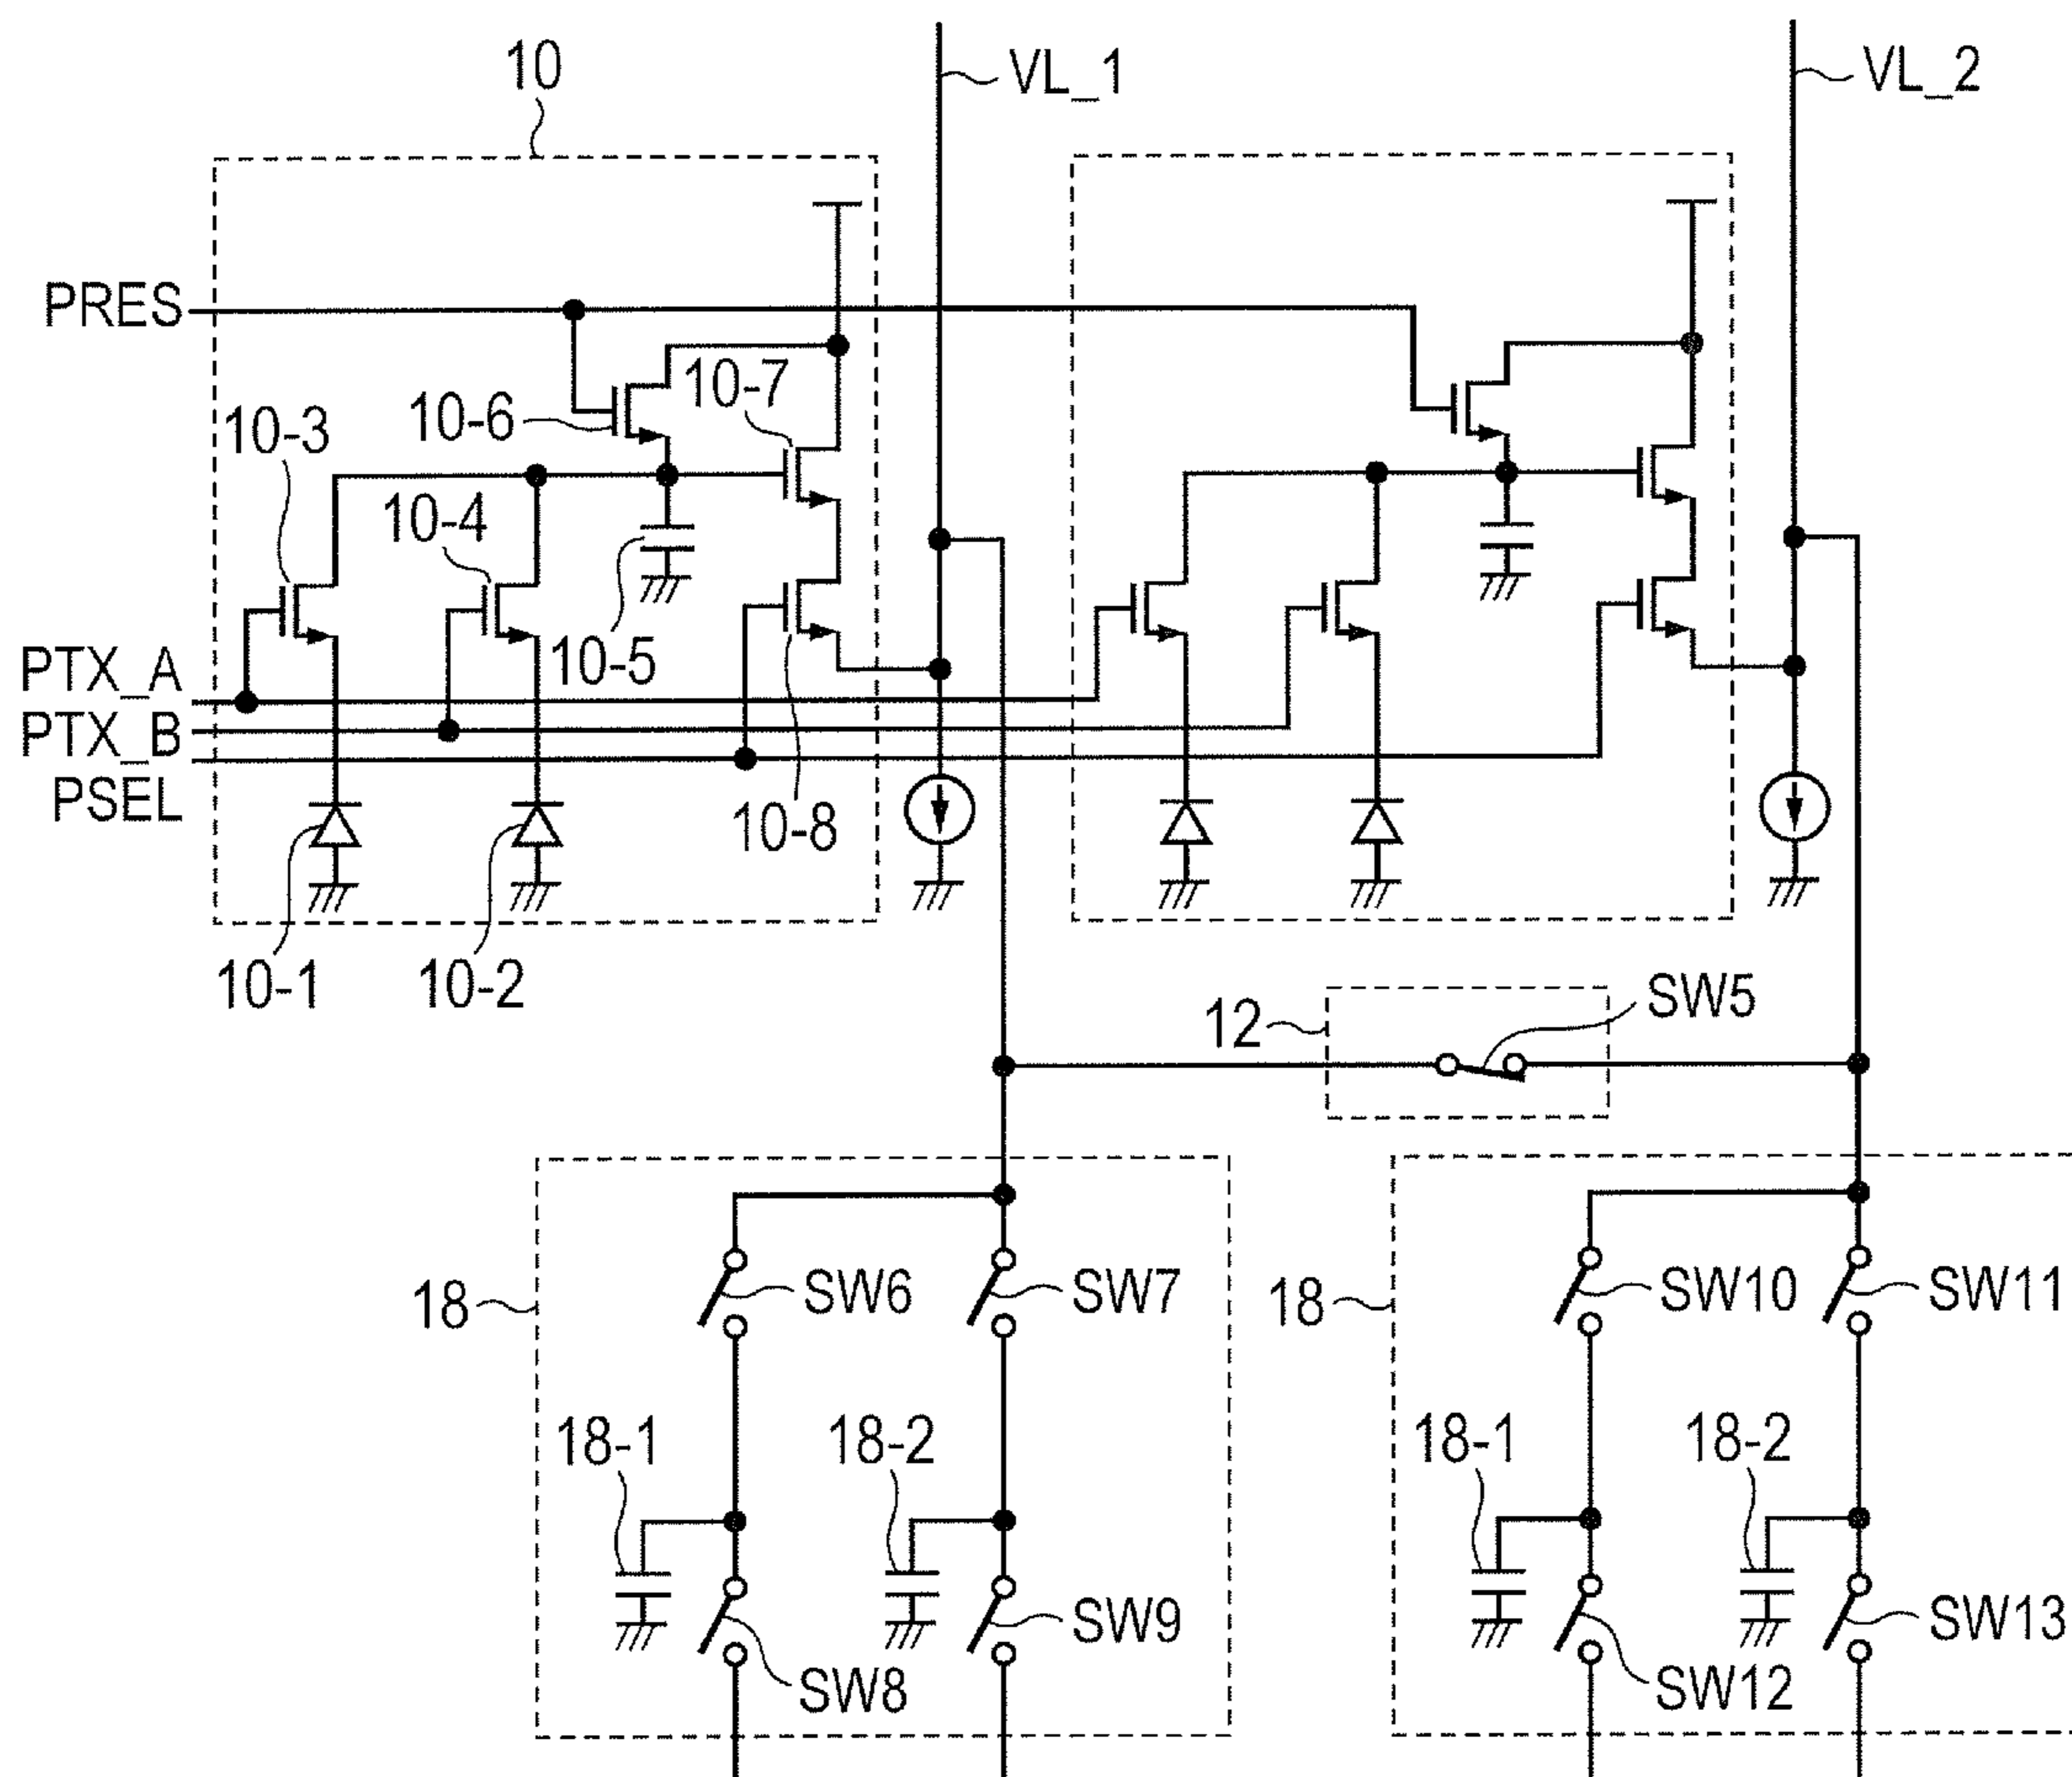 10
VL_1
VL_2
PRES
10-7
10-6
10-3
10-4
10-5
PTX_A
PTX_B
PSEL
10-8
10-1
10-2
12
SW5
18
SW6
SW7
18
SW10
SW11
18-1
18-2
18-1
18-2
SW8
SW9
SW12
SW13